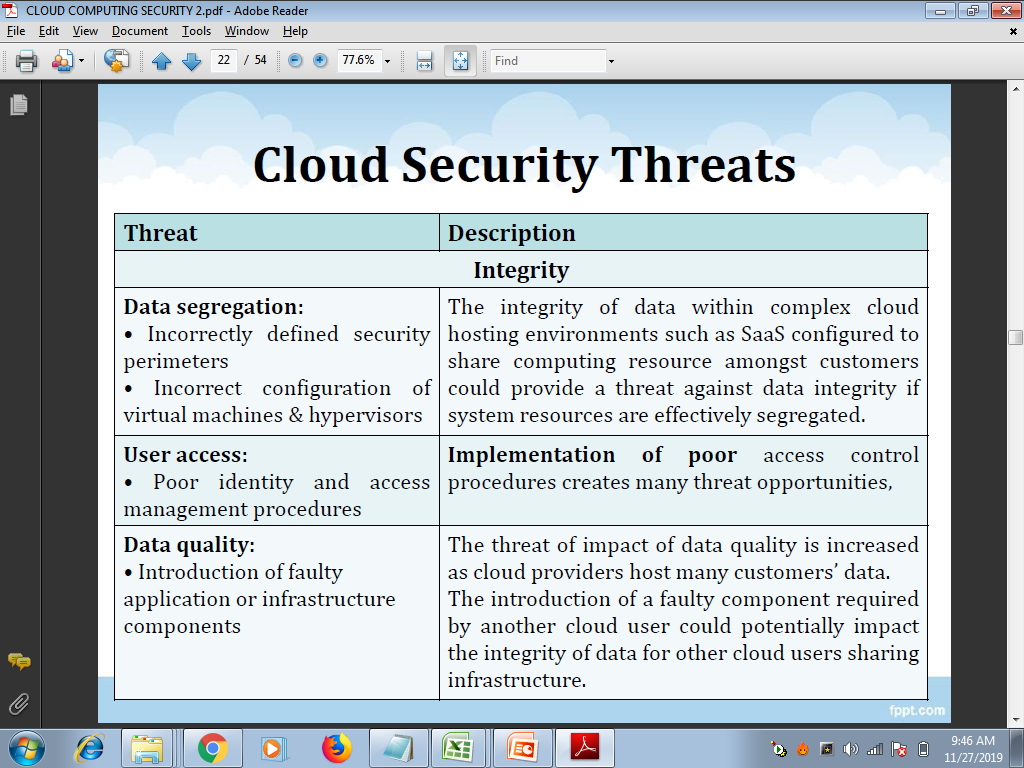 CLOUD COMPUTING SECURITY 2.pdf - Adobe Reader
File Edit View Document Tools Window Help
22 / 54 77.6% Find
Cloud Security Threats
Threat Description
Integrity
Data segregation:
• Incorrectly defined security
perimeters
• Incorrect configuration of
virtual machines & hypervisors
The integrity of data within complex cloud
hosting environments such as SaaS configured to
share computing resource amongst customers
could provide a threat against data integrity if
system resources are effectively segregated.
User access:
• Poor identity and access
management procedures
Implementation of poor access control
procedures creates many threat opportunities,
Data quality:
• Introduction of faulty
application or infrastructure
components
The threat of impact of data quality is increased
as cloud providers host many customers’ data.
The introduction of a faulty component required
by another cloud user could potentially impact
the integrity of data for other cloud users sharing
infrastructure.
fppt.com
9:46 AM
11/27/2019